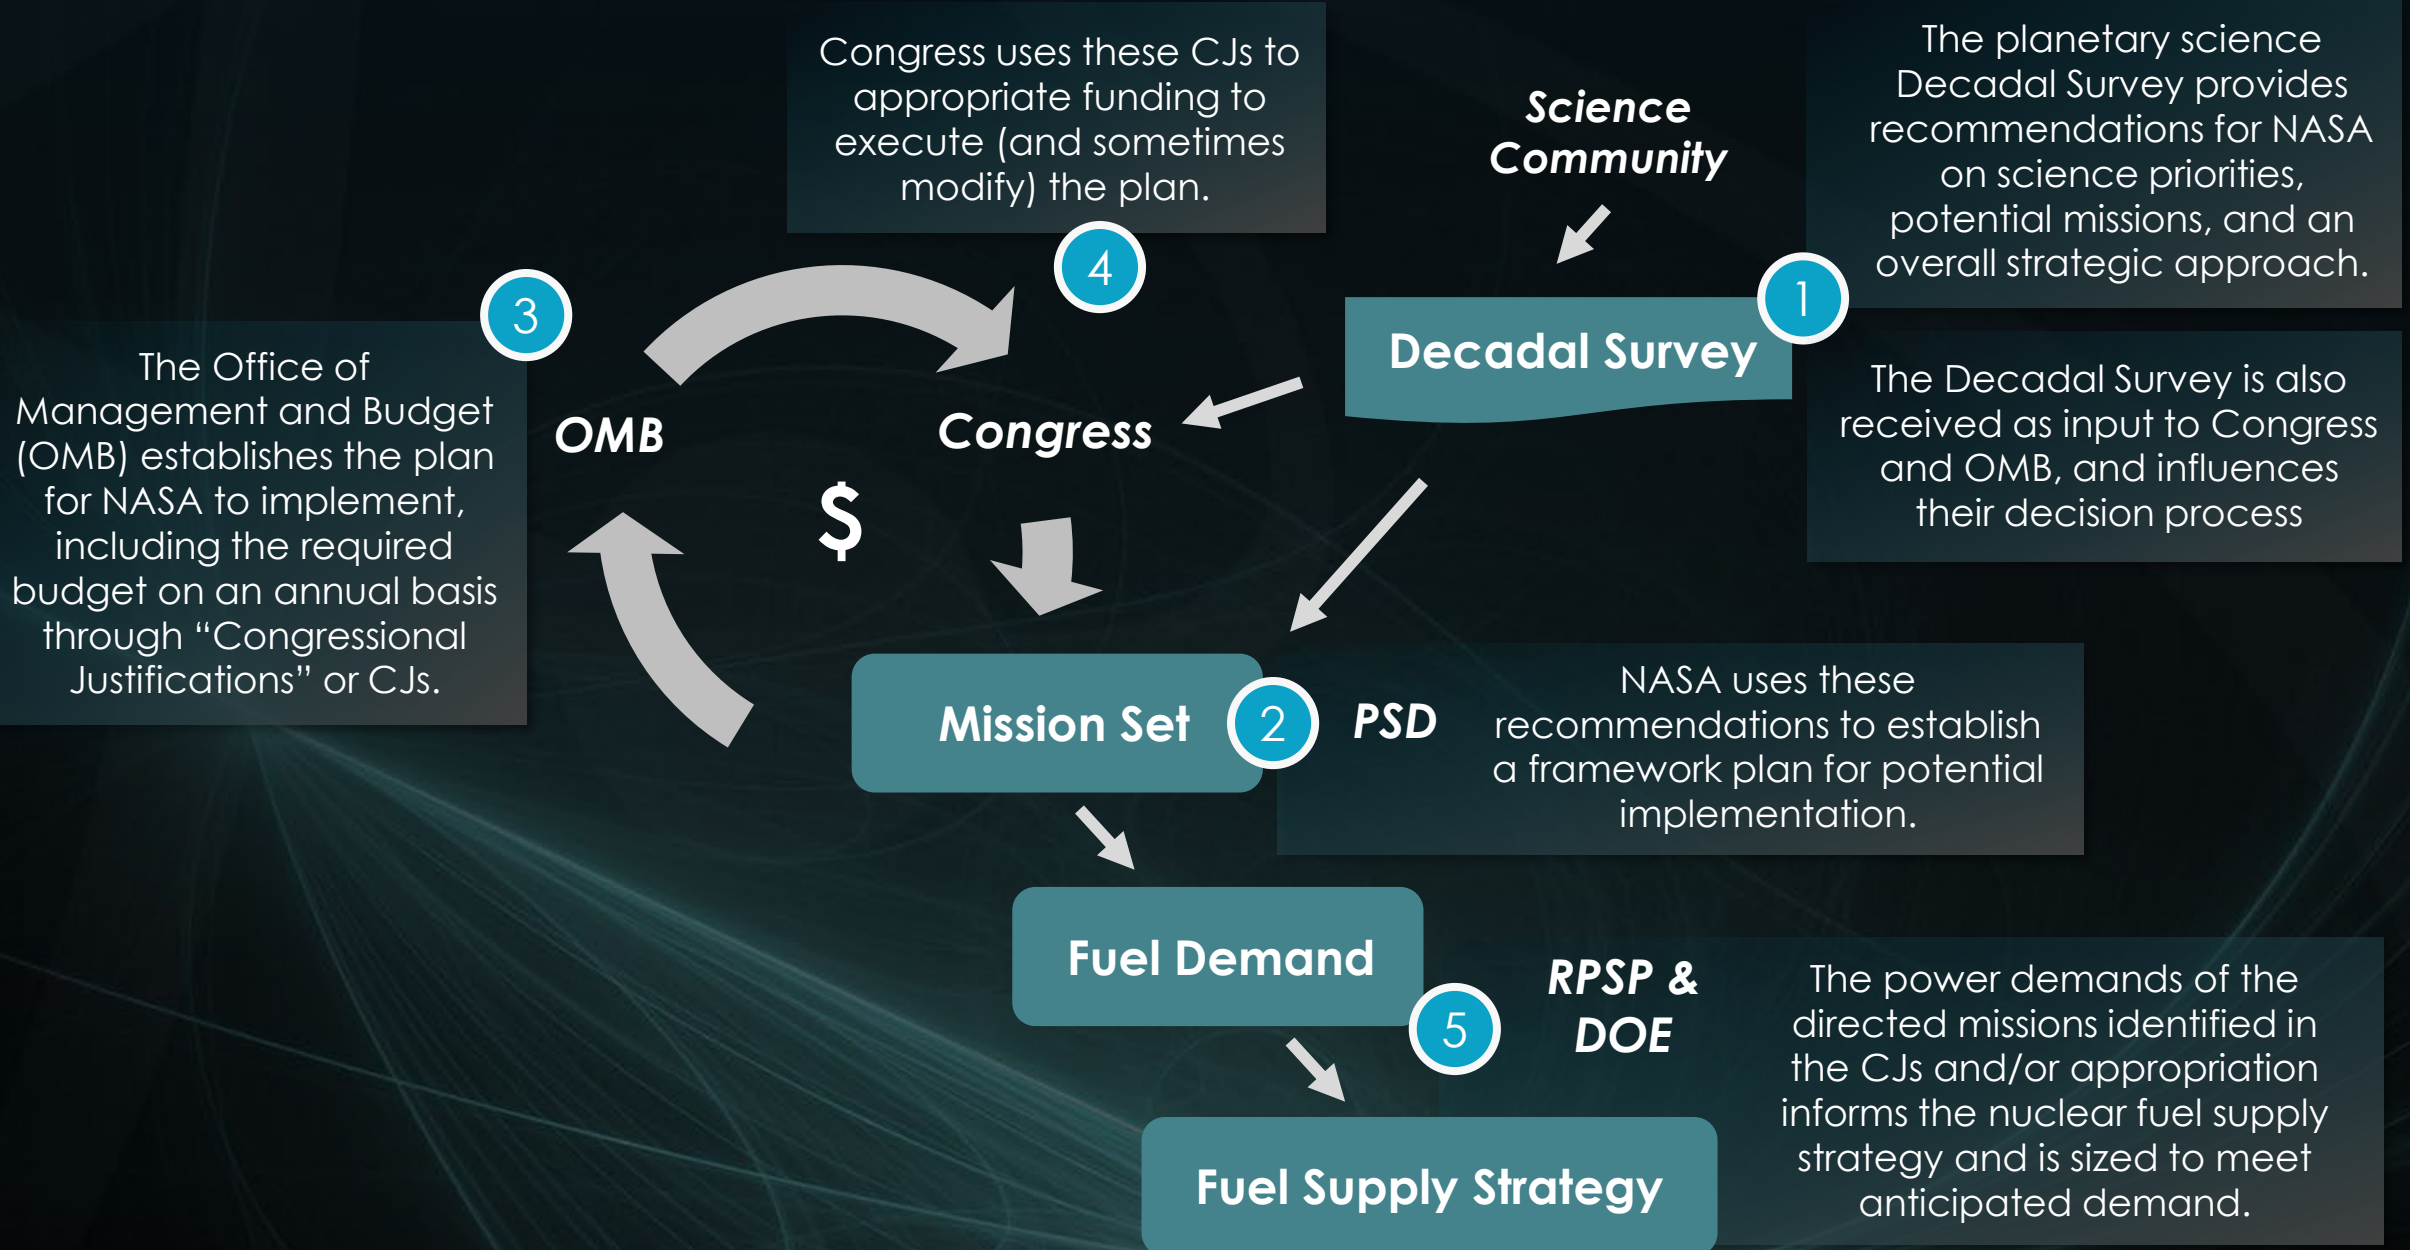 Congress uses these CJs to
appropriate funding to
execute (and sometimes
modify) the plan.
4
Science
Community
The planetary science
Decadal Survey provides
recommendations for NASA
on science priorities,
potential missions, and an
overall strategic approach.
1
Decadal Survey
The Decadal Survey is also
received as input to Congress
and OMB, and influences
their decision process
3
The Office of
Management and Budget
(OMB) establishes the plan
for NASA to implement,
including the required
budget on an annual basis
through “Congressional
Justifications” or CJs.
OMB
Congress
$
Mission Set
2
PSD
NASA uses these
recommendations to establish
a framework plan for potential
implementation.
Fuel Demand
5
RPSP &
DOE
The power demands of the
directed missions identified in
the CJs and/or appropriation
informs the nuclear fuel supply
strategy and is sized to meet
anticipated demand.
Fuel Supply Strategy